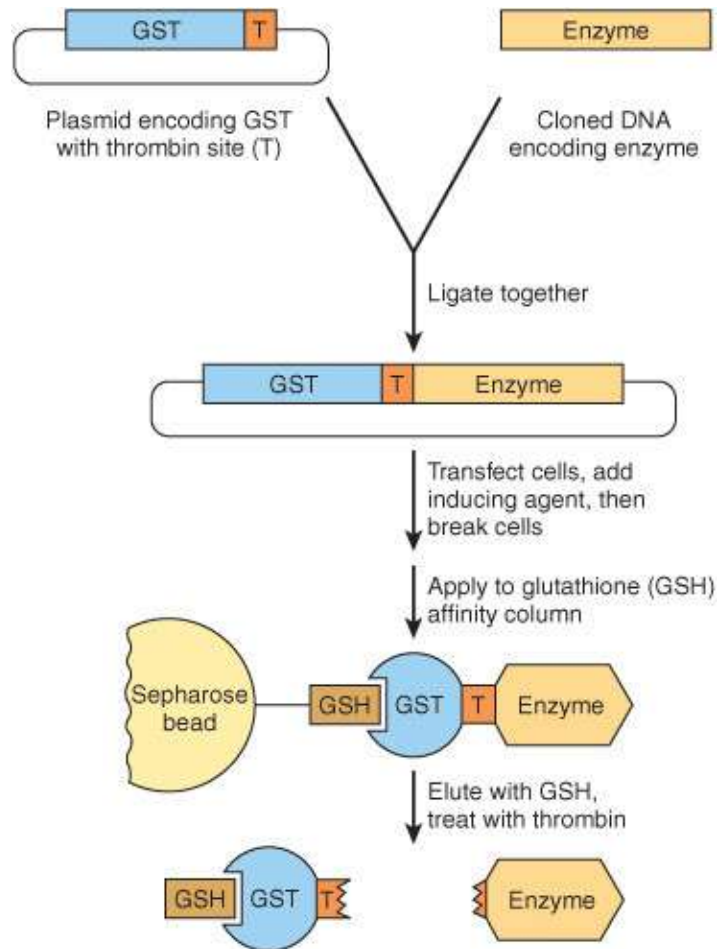 GST T
Enzyme
Plasmid encoding GST
with thrombin site (T)
Cloned DNA
encoding enzyme
Ligate together
GST T Enzyme
Transfect cells, add
inducing agent, then
break cells
Apply to glutathione (GSH)
affinity column
Sepharose
bead
GSH GST T Enzyme
Elute with GSH,
treat with thrombin
GSH GST T Enzyme